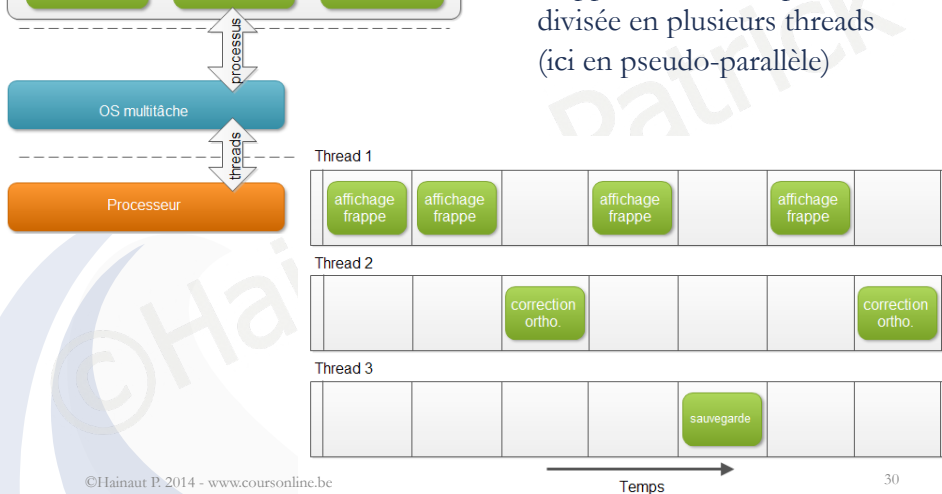 divisée en plusieurs threads
(ici en pseudo-parallèle)
processus
OS multitâche
threads
Processeur
Thread 1
affichage
frappe
affichage
frappe
affichage
frappe
affichage
frappe
Thread 2
correction
ortho.
correction
ortho.
Thread 3
sauvegarde
Temps
©Hainaut P. 2014 - www.coursonline.be
30
©Hai
Patrick